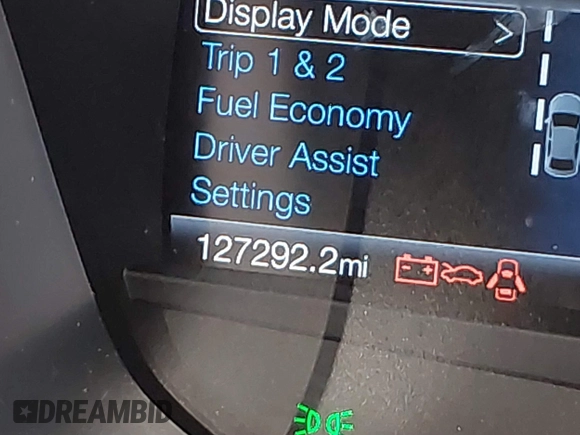 Display Mode
Trip 1 & 2
Fuel Economy
Driver Assist
Settings
127292.2mi
DREAMBID